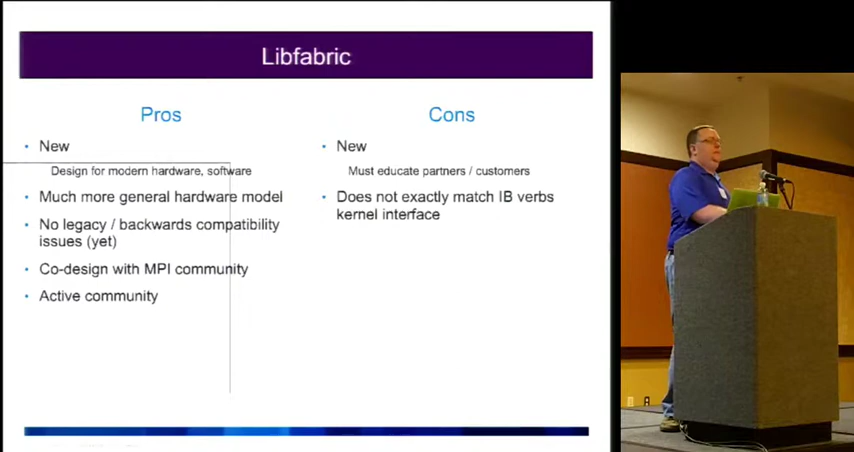 Libfabric
Pros
New
Design for modern hardware, software
Much more general hardware model
No legacy / backwards compatibility
issues (yet)
Co-design with MPI community
Active community
Cons
New
Must educate partners / customers
Does not exactly match IB verbs
kernel interface